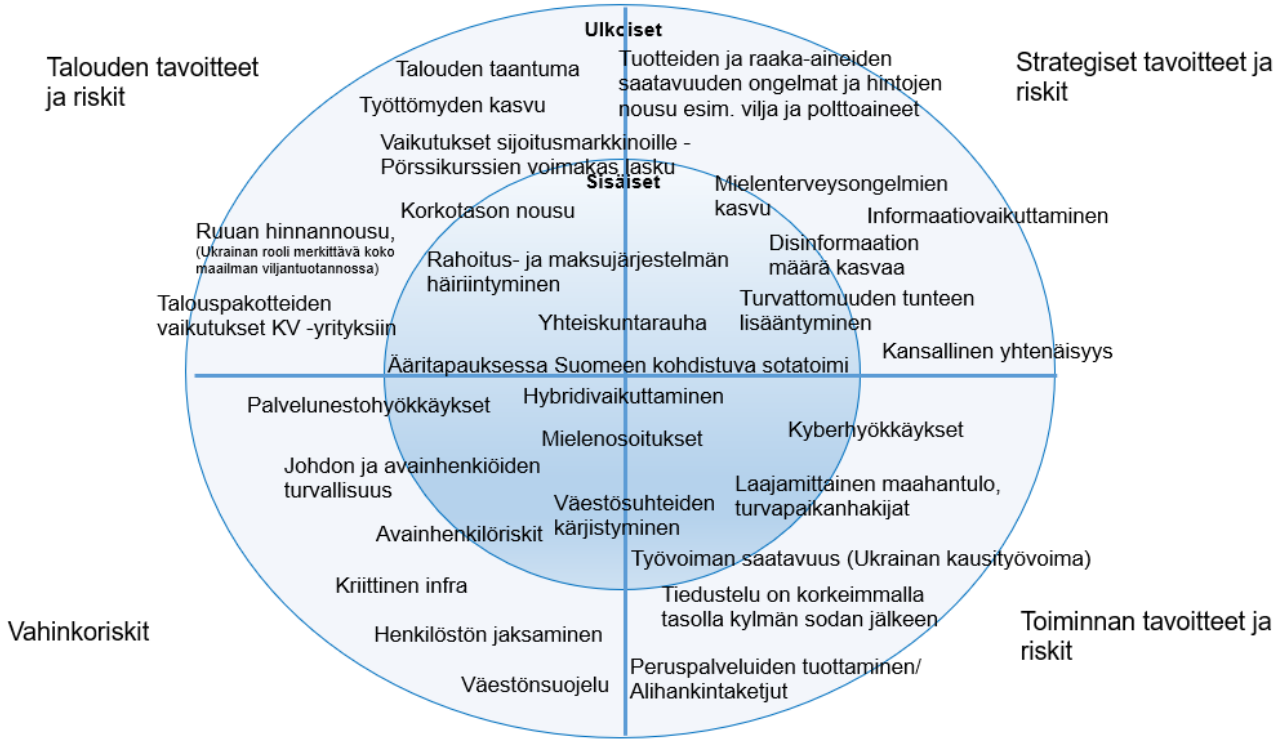 Ulkoiset
Talouden tavoitteet
ja riskit
Talouden taantuma
Työttömyden kasvu
Vaikutukset sijoitusmarkkinoille -
Pörssikurssien voimakas lasku
Tuotteiden ja raaka-aineiden
saatavuuden ongelmat ja hintojen
nousu esim. vilja ja polttoaineet
Strategiset tavoitteet ja
riskit
Sisäiset
Korkotason nousu
Ruuan hinnannousu,
(Ukrainan rooli merkittävä koko
maailman viljantuotannossa)
Rahoitus- ja maksujärjestelmän
häiriintyminen
Talouspakotteiden
vaikutukset KV -yrityksiin
Mielenterveysongelmien
kasvu
Informaatiovaikuttaminen
Disinformaation
määrä kasvaa
Turvattomuuden tunteen
lisääntyminen
Yhteiskuntarauha
Kansallinen yhtenäisyys
Ääritapauksessa Suomeen kohdistuva sotatoimi
Palvelunestohyökkäykset
Hybridivaikuttaminen
Mielenosoitukset
Kyberhyökkäykset
Johdon ja avainhenkiöiden
turvallisuus
Väestösuhteiden
kärjistyminen
Laajamittainen maahantulo,
turvapaikanhakijat
Avainhenkilöriskit
Työvoiman saatavuus (Ukrainan kausityövoima)
Kriittinen infra
Tiedustelu on korkeimmalla
tasolla kylmän sodan jälkeen
Vahinkoriskit
Henkilöstön jaksaminen
Toiminnan tavoitteet ja
riskit
Väestönsuojelu
Peruspalveluiden tuottaminen/
Alihankintaketjut